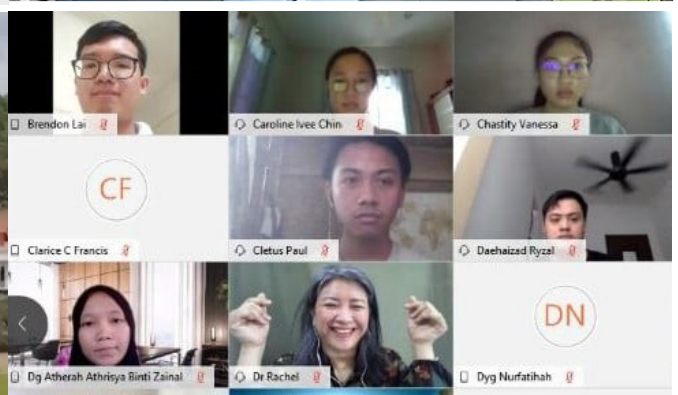 Brendon Lai
Caroline Ivee Chin
Chastity Vanessa
CF
Clarice C Francis
Cletus Paul
Daehaizad Ryzal
Dg Atherah Athrisya Binti Zainal
Dr Rachel
DN
Dyg Nurfatihah